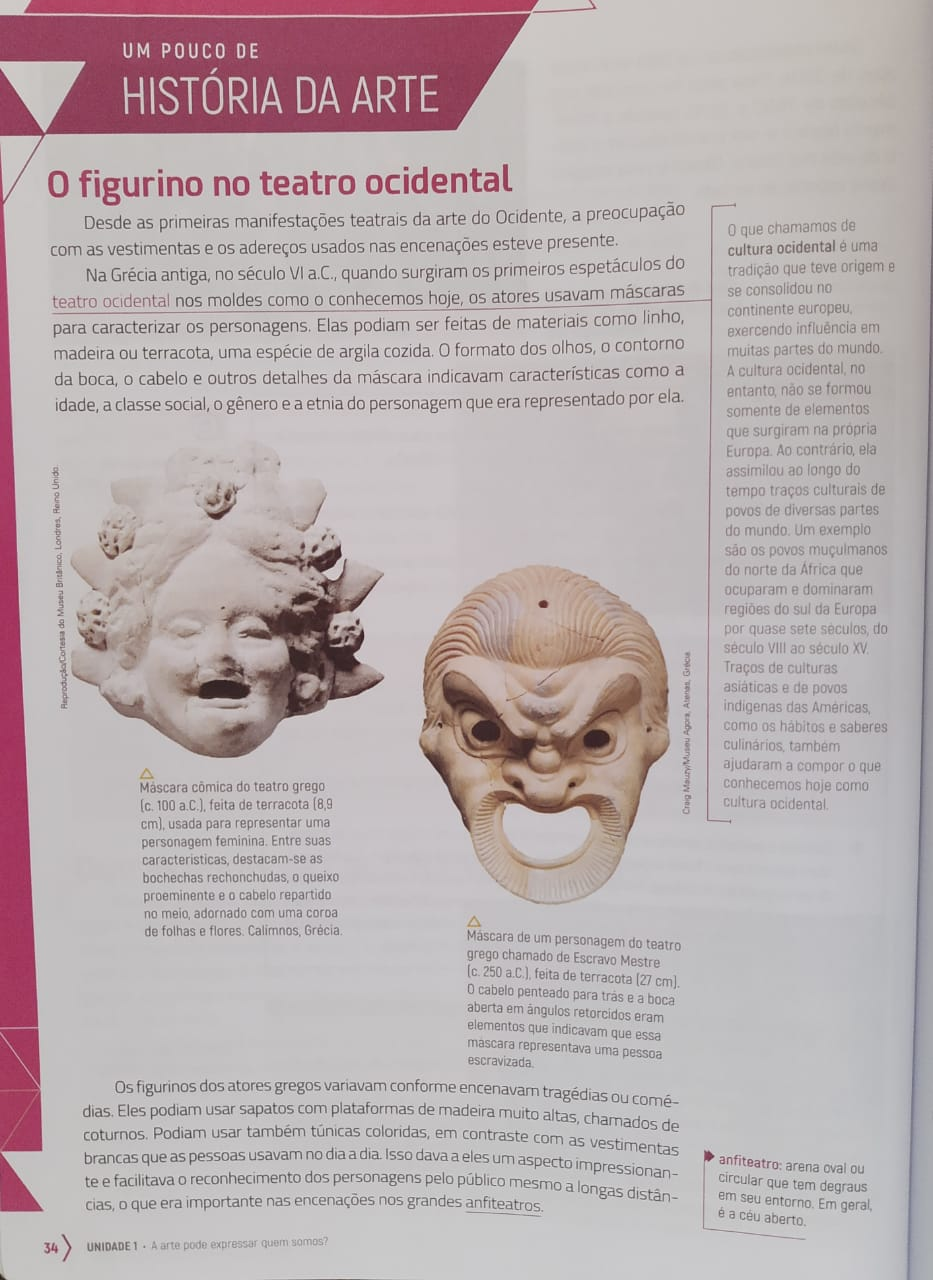 UM POUCO DE
HISTÓRIA DA ARTE
O figurino no teatro ocidental
Desde as primeiras manifestações teatrais da arte do Ocidente, a preocupação
com as vestimentas e os adereços usados nas encenações esteve presente.
Na Grécia antiga, no século VI a.C., quando surgiram os primeiros espetáculos do
teatro ocidental nos moldes como o conhecemos hoje, os atores usavam máscaras
para caracterizar os personagens. Elas podiam ser feitas de materiais como linho,
madeira ou terracota, uma espécie de argila cozida. O formato dos olhos, o contorno
da boca, o cabelo e outros detalhes da máscara indicavam características como a
idade, a classe social, o gênero e a etnia do personagem que era representado por ela.
O que chamamos de
cultura ocidental é uma
tradição que teve origem e
se consolidou no
continente europeu,
exercendo influência em
muitas partes do mundo.
A cultura ocidental, no
entanto, não se formou
somente de elementos
que surgiram na própria
Europa. Ao contrário, ela
assimilou ao longo do
tempo traços culturais de
povos de diversas partes
do mundo. Um exemplo
são os povos muçulmanos
do norte da África que
ocuparam e dominaram
regiões do sul da Europa
por quase sete séculos, do
século VIII ao século XV.
Traços de culturas
asiáticas e de povos
indígenas das Américas,
como os hábitos e saberes
culinários, também
ajudaram a compor o que
conhecemos hoje como
cultura ocidental.
Reprodução/Cortesia do Museu Britânico, Londres, Reino Unido.
Máscara cômica do teatro grego
(c. 100 a.C.), feita de terracota (8,9
cm), usada para representar uma
personagem feminina. Entre suas
características, destacam-se as
bochechas rechonchudas, o queixo
proeminente e o cabelo repartido
no meio, adornado com uma coroa
de folhas e flores. Calimnos, Grécia.
Craig Mauzy/Museu Agora, Atenas, Grécia.
Máscara de um personagem do teatro
grego chamado de Escravo Mestre
(c. 250 a.C.), feita de terracota (27 cm).
O cabelo penteado para trás e a boca
aberta em ângulos retorcidos eram
elementos que indicavam que essa
máscara representava uma pessoa
escravizada.
Os figurinos dos atores gregos variavam conforme encenavam tragédias ou comé-
dias. Eles podiam usar sapatos com plataformas de madeira muito altas, chamados de
coturnos. Podiam usar também túnicas coloridas, em contraste com as vestimentas
brancas que as pessoas usavam no dia a dia. Isso dava a eles um aspecto impressionan-
te e facilitava o reconhecimento dos personagens pelo público mesmo a longas distân-
cias, o que era importante nas encenações nos grandes anfiteatros.
anfiteatro: arena oval ou
circular que tem degraus
em seu entorno. Em geral,
é a céu aberto.
34 UNIDADE 1 • A arte pode expressar quem somos?